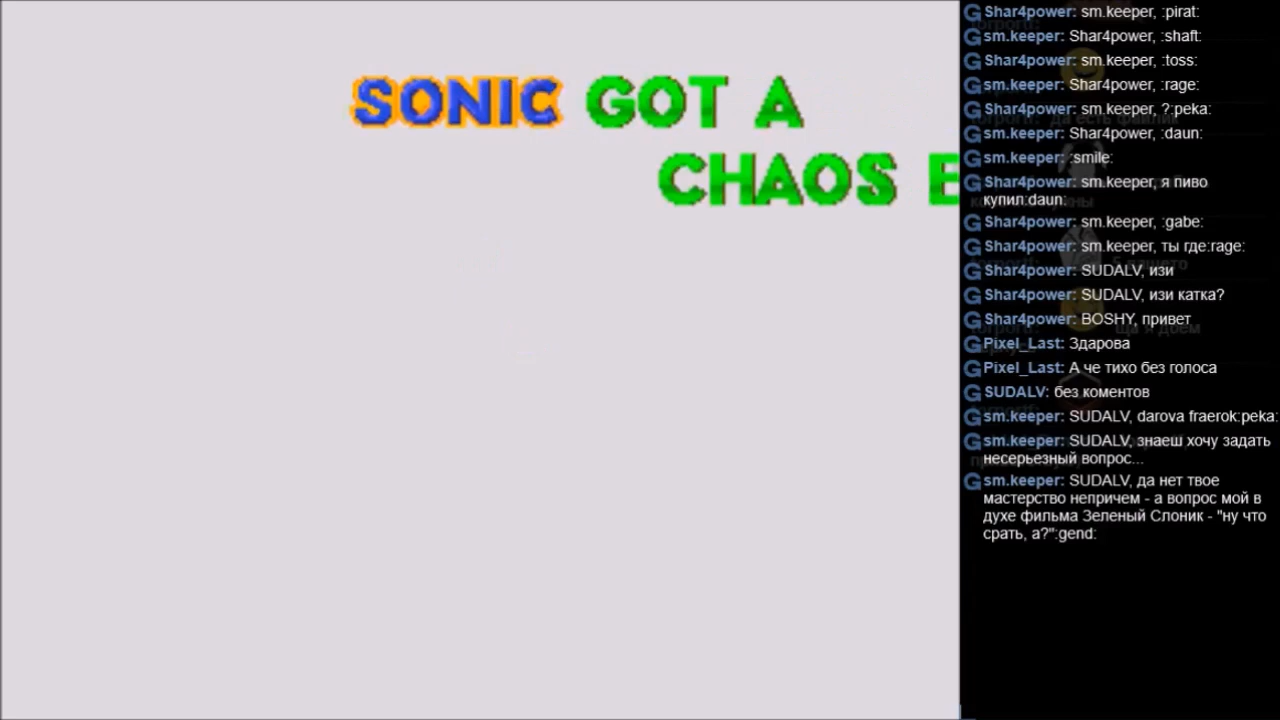 SONIC GOT A
CHAOS E
Shar4power: sm.keeper, :pirat:
sm.keeper: Shar4power, :shaft:
Shar4power: sm.keeper, :toss:
sm.keeper: Shar4power, :rage:
Shar4power: sm.keeper, ?:peka:
sm.keeper: Shar4power, :daun:
sm.keeper: :smile:
Shar4power: sm.keeper, я пиво
купил:daun:
Shar4power: sm.keeper, :gabe:
Shar4power: sm.keeper, ты где:rage:
Shar4power: SUDALV, изи
Shar4power: SUDALV, изи катка?
Shar4power: BOSHY, привет
Pixel_Last: Здарова
Pixel_Last: А че тихо без голоса
SUDALV: без коментов
sm.keeper: SUDALV, darova fraerok:peka:
sm.keeper: SUDALV, знаеш хочу задать
несерьезный вопрос...
sm.keeper: SUDALV, да нет твое
мастерство непричем - а вопрос мой в
духе фильма Зеленый Слоник - "ну что
срать, а?":gend: